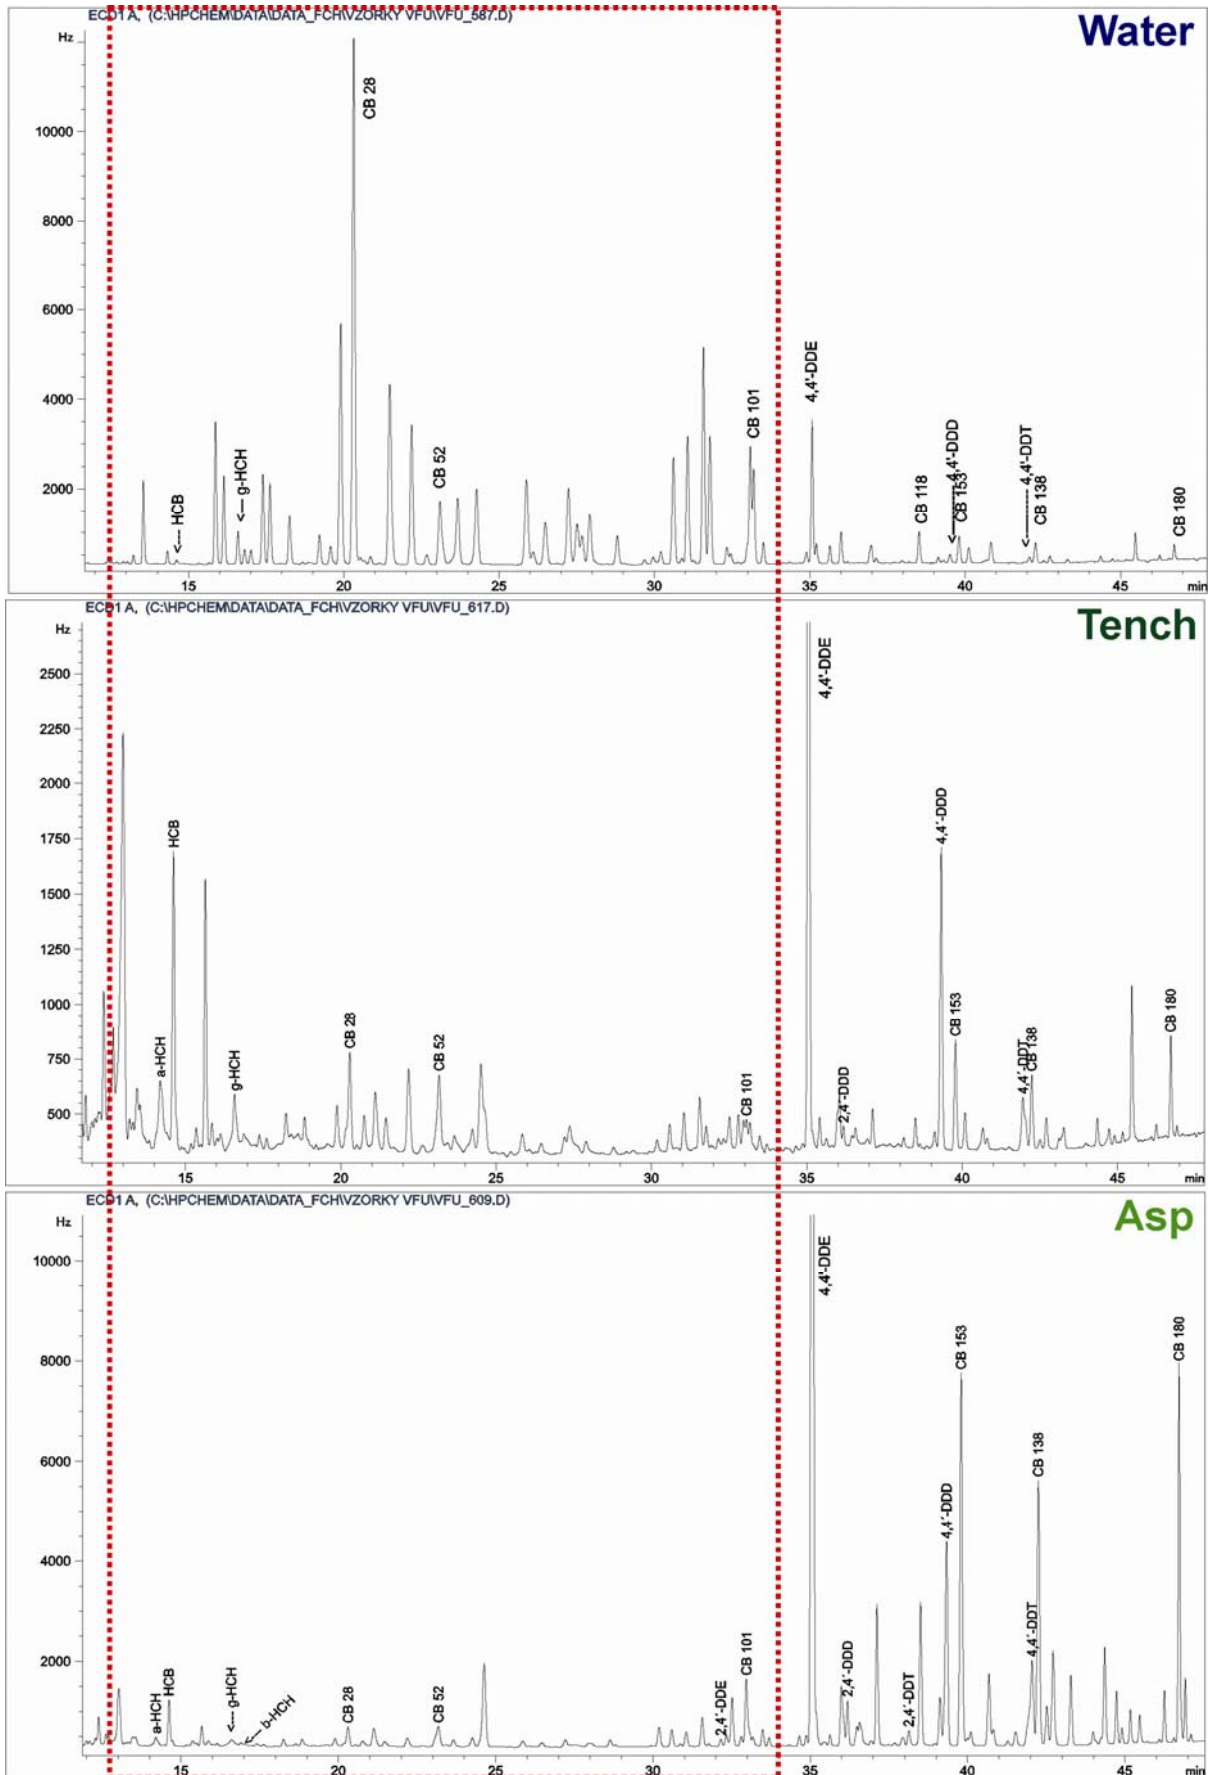 ECD1 A, (C:\HPCHEM\DATA\DATA_FCH\VZORKY VFU\VFU_587.D)
Water
Hz
10000
8000
6000
4000
2000
HCB
g-HCH
CB 28
CB 52
CB 101
4,4'-DDE
CB 118
4,4'-DDD
CB 153
4,4'-DDT
CB 138
CB 180
15 20 25 30 35 40 45 min
ECD1 A, (C:\HPCHEM\DATA\DATA_FCH\VZORKY VFU\VFU_617.D)
Tench
Hz
2500
2250
2000
1750
1500
1250
1000
750
500
a-HCH
HCB
g-HCH
CB 28
CB 52
CB 101
4,4'-DDE
2,4´-DDD
4,4´-DDD
CB 153
4,4´-DDT
CB 138
CB 180
15 20 25 30 35 40 45 min
ECD1 A, (C:\HPCHEM\DATA\DATA_FCH\VZORKY VFU\VFU_609.D)
Asp
Hz
10000
8000
6000
4000
2000
a-HCH
HCB
g-HCH
b-HCH
CB 28
CB 52
2,4´-DDE
CB 101
4,4'-DDE
2,4´-DDD
2,4´-DDT
4,4´-DDD
CB 153
4,4´-DDT
CB 138
CB 180
15 20 25 30 35 40 45 min